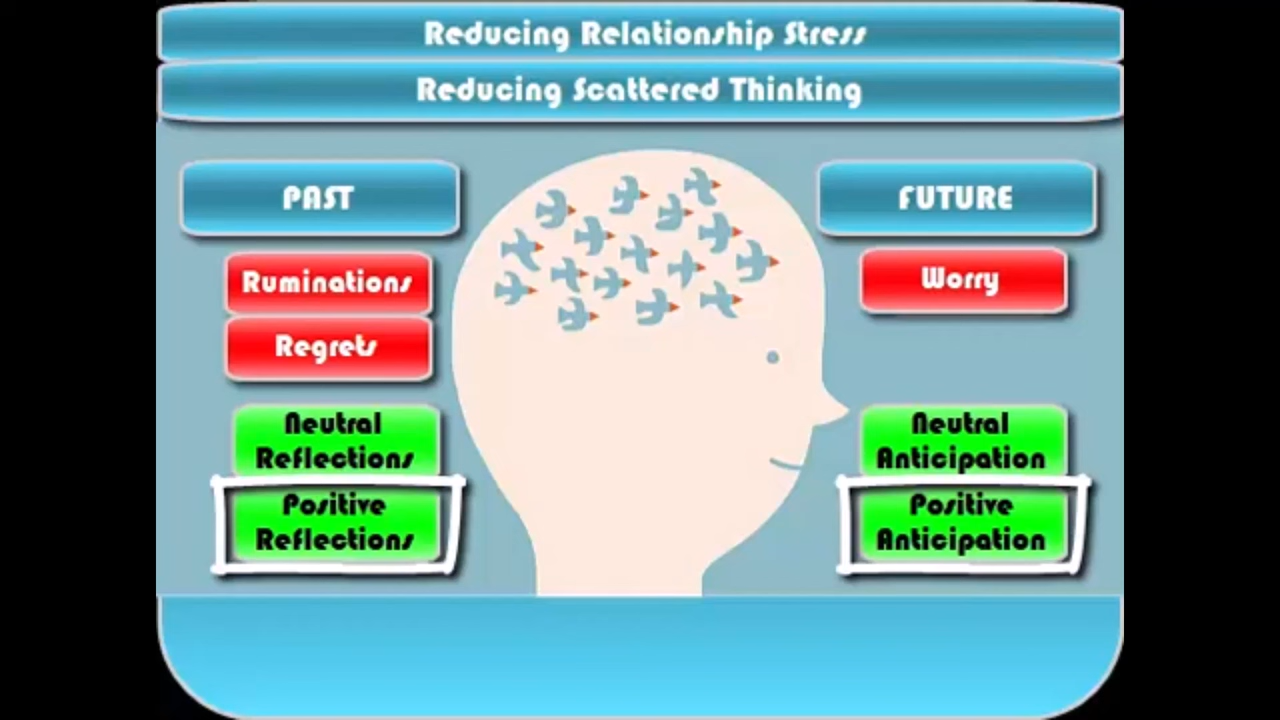 Reducing Relationship Stress
Reducing Scattered Thinking
PAST
FUTURE
Ruminations
Regrets
Worry
Neutral
Reflections
Positive
Reflections
Neutral
Anticipation
Positive
Anticipation